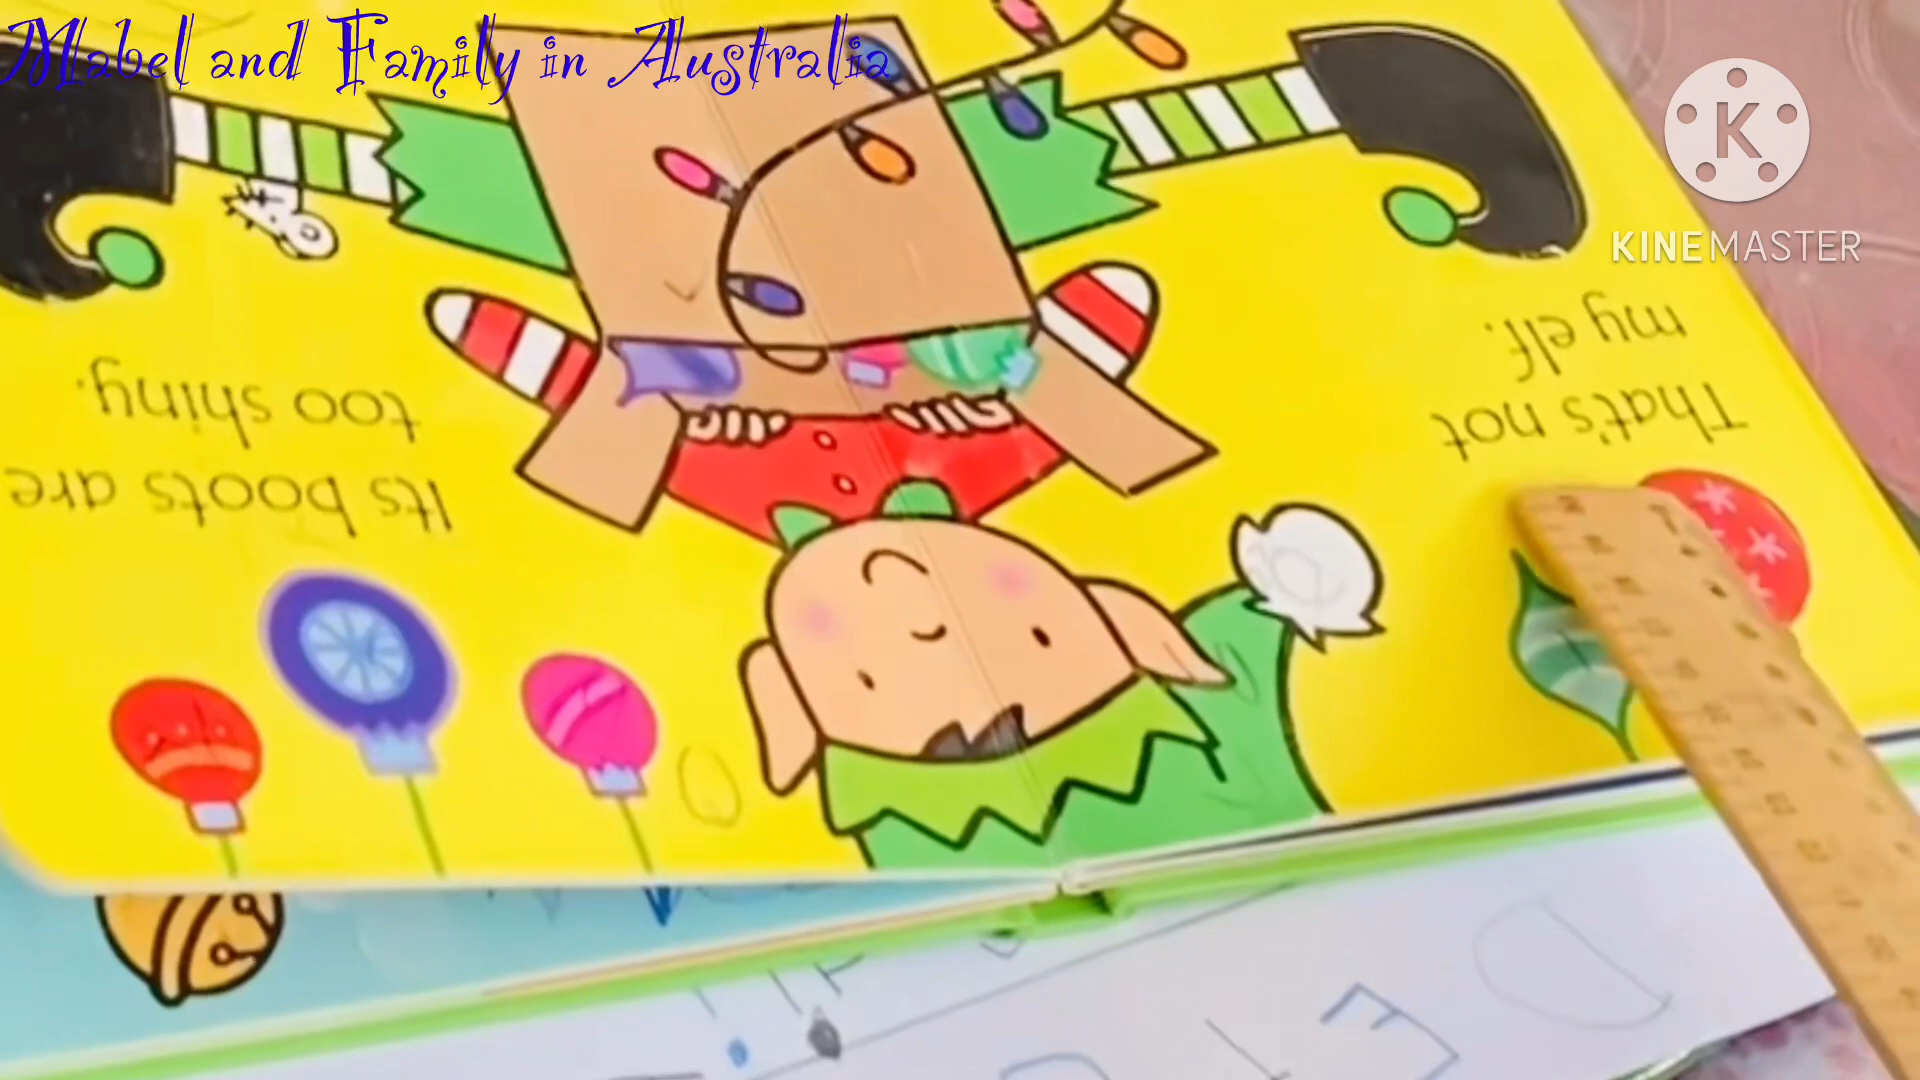 Mabel and Family in Australia
K
KINEMASTER
That's not
my elf.
Its boots are
too shiny.